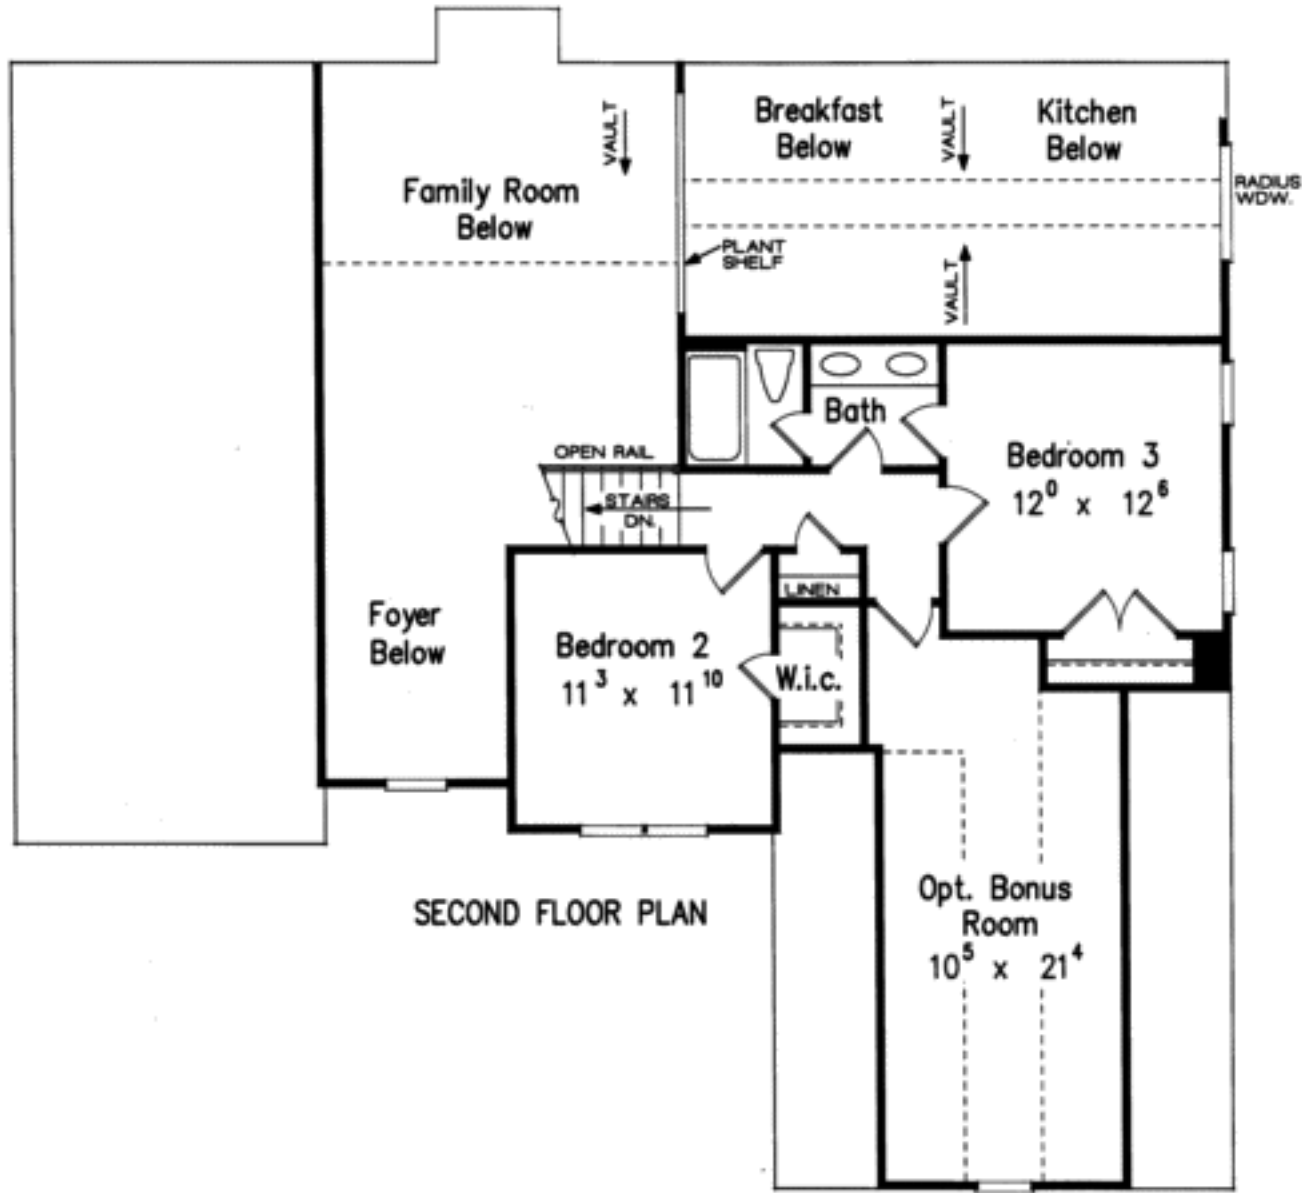 VAULT
Breakfast
Below
VAULT
Kitchen
Below
Family Room
Below
RADIUS
WDW.
PLANT
SHELF
VAULT
Bath
OPEN RAIL
STAIRS
DN.
Bedroom 3
12⁰ x 12⁶
LINEN
Foyer
Below
Bedroom 2
11³ x 11¹⁰
W.i.c.
SECOND FLOOR PLAN
Opt. Bonus
Room
10⁵ x 21⁴